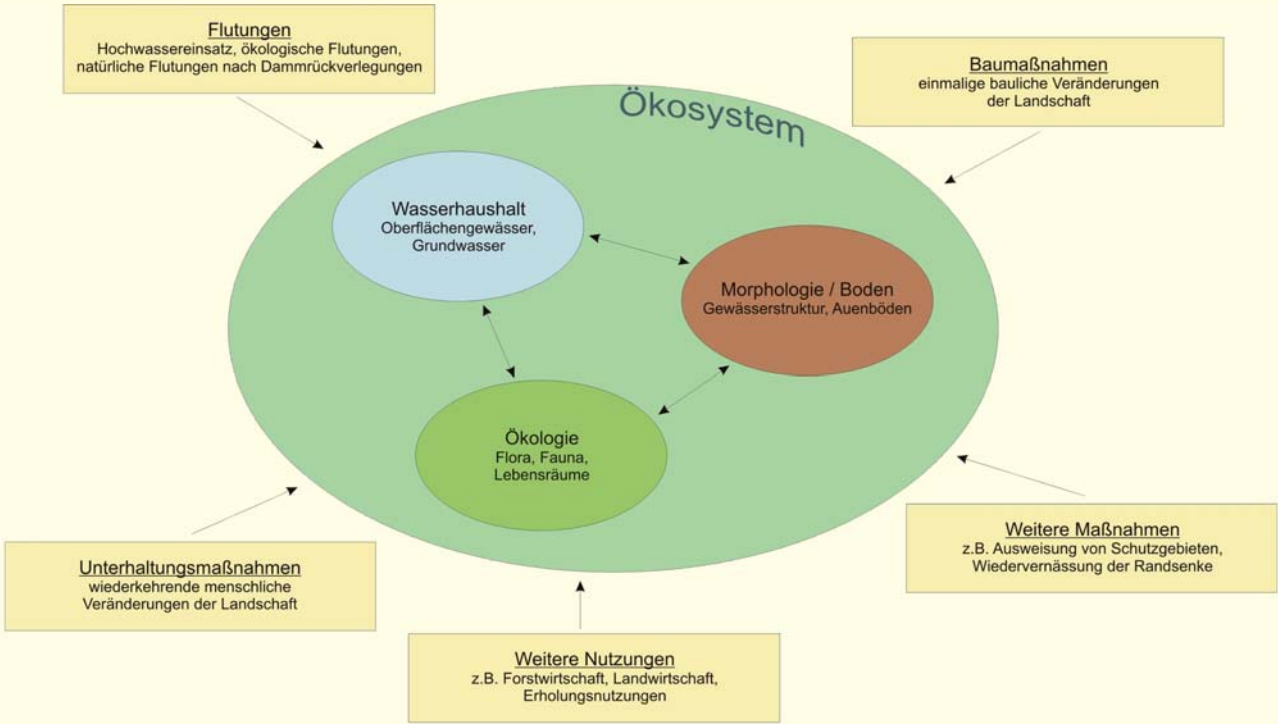 Flutungen
Hochwassereinsatz, ökologische Flutungen,
natürliche Flutungen nach Dammrückverlegungen
Baumaßnahmen
einmalige bauliche Veränderungen
der Landschaft
Ökosystem
Wasserhaushalt
Oberflächengewässer,
Grundwasser
Morphologie / Boden
Gewässerstruktur, Auenböden
Ökologie
Flora, Fauna,
Lebensräume
Weitere Maßnahmen
z.B. Ausweisung von Schutzgebieten,
Wiedervernässung der Randsenke
Unterhaltungsmaßnahmen
wiederkehrende menschliche
Veränderungen der Landschaft
Weitere Nutzungen
z.B. Forstwirtschaft, Landwirtschaft,
Erholungsnutzungen